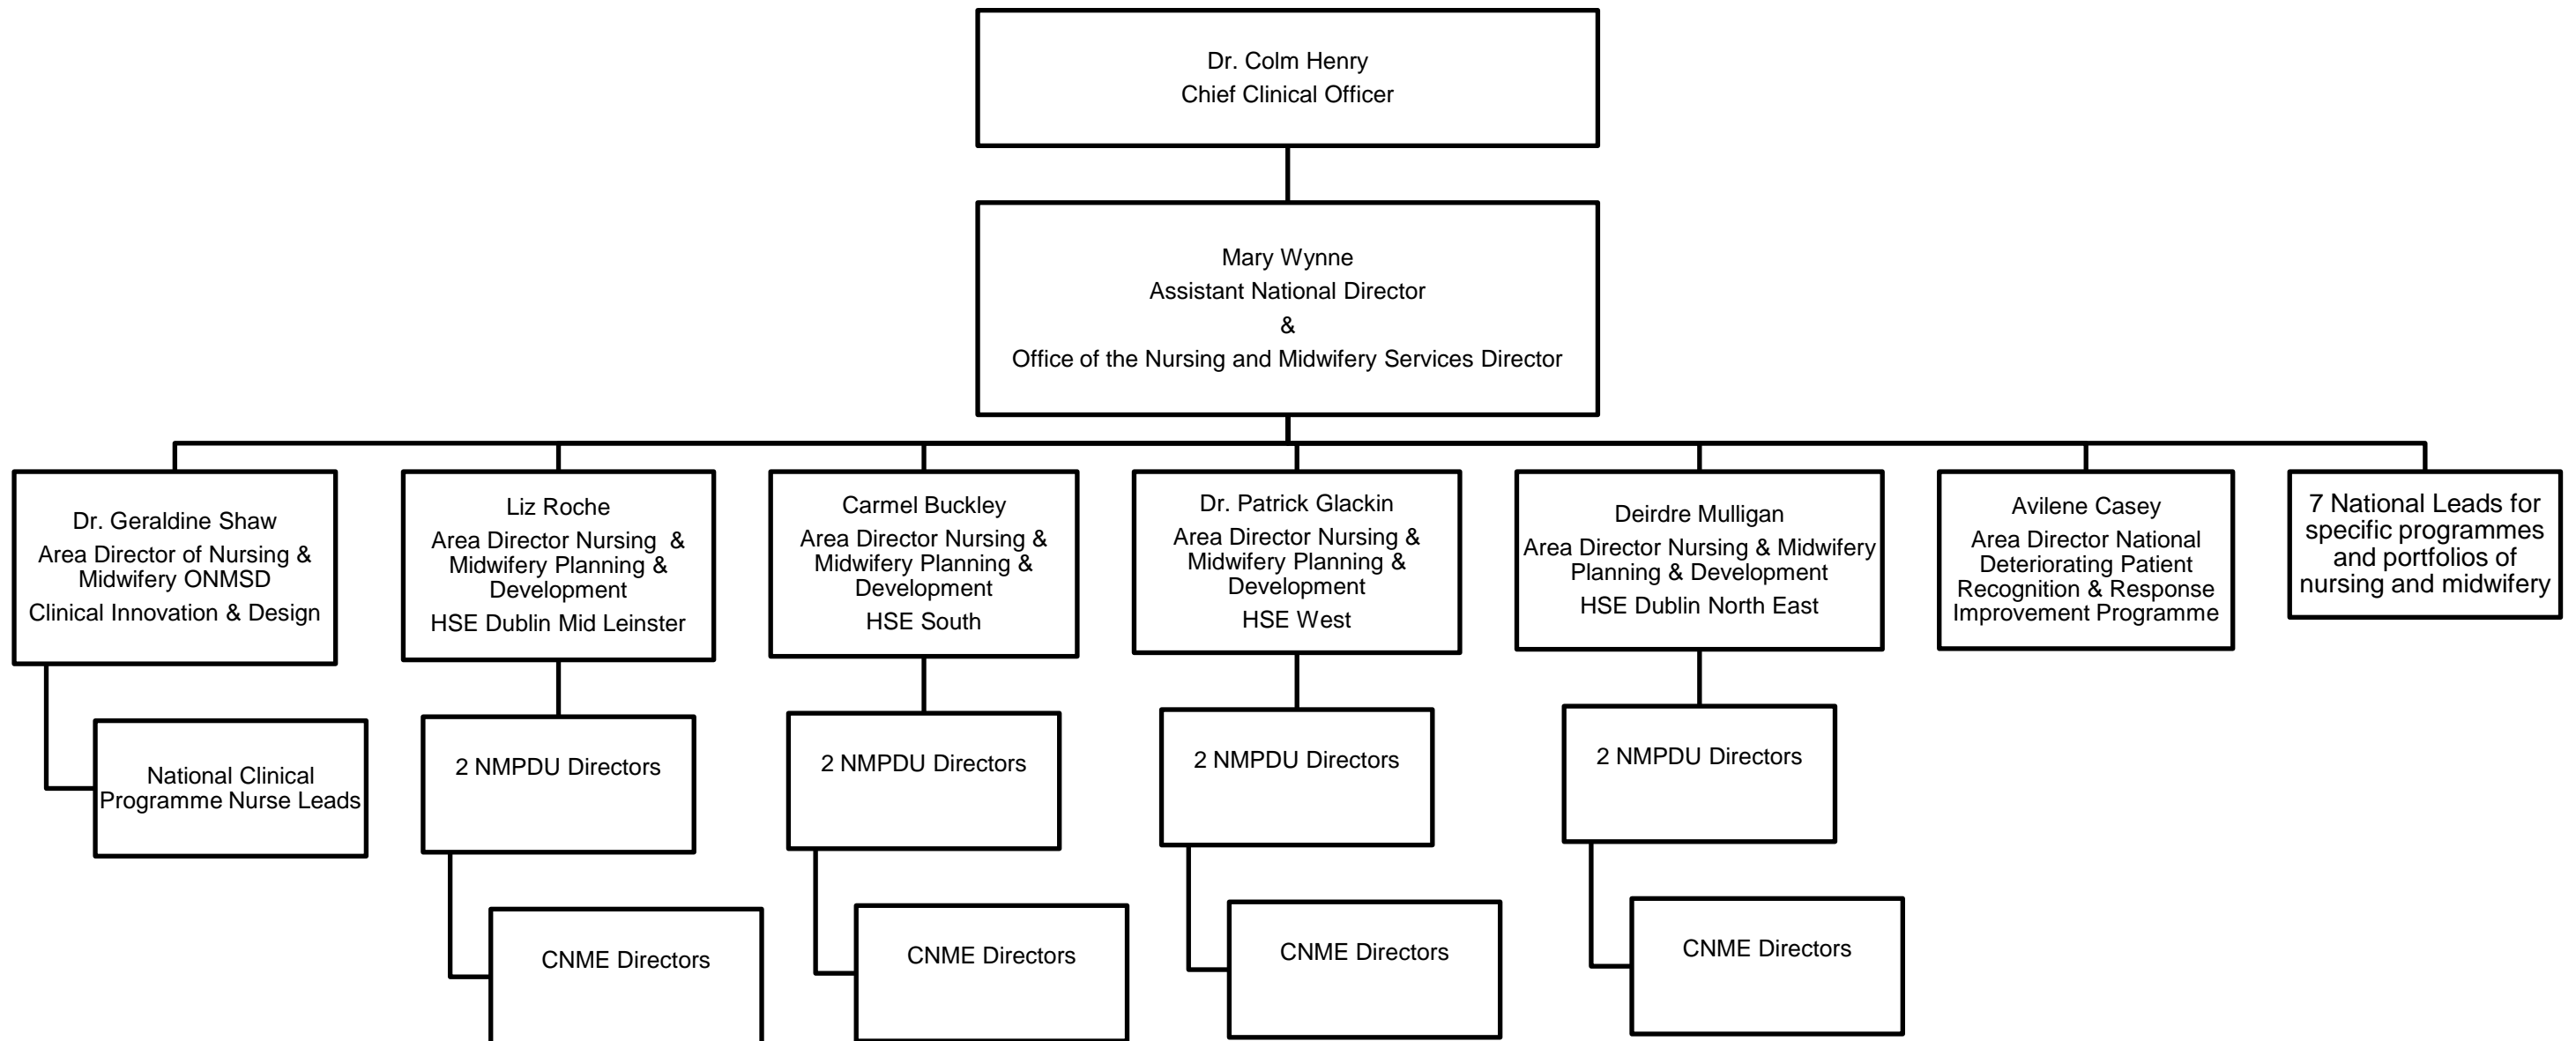 Dr. Colm Henry
Chief Clinical Officer
Mary Wynne
Assistant National Director
&
Office of the Nursing and Midwifery Services Director
Dr. Geraldine Shaw
Area Director of Nursing &
Midwifery ONMSD
Clinical Innovation & Design
Liz Roche
Area Director Nursing &
Midwifery Planning &
Development
HSE Dublin Mid Leinster
Carmel Buckley
Area Director Nursing &
Midwifery Planning &
Development
HSE South
Dr. Patrick Glackin
Area Director Nursing &
Midwifery Planning &
Development
HSE West
Deirdre Mulligan
Area Director Nursing & Midwifery
Planning & Development
HSE Dublin North East
Avilene Casey
Area Director National
Deteriorating Patient
Recognition & Response
Improvement Programme
7 National Leads for
specific programmes
and portfolios of
nursing and midwifery
National Clinical
Programme Nurse Leads
2 NMPDU Directors
2 NMPDU Directors
2 NMPDU Directors
2 NMPDU Directors
CNME Directors
CNME Directors
CNME Directors
CNME Directors